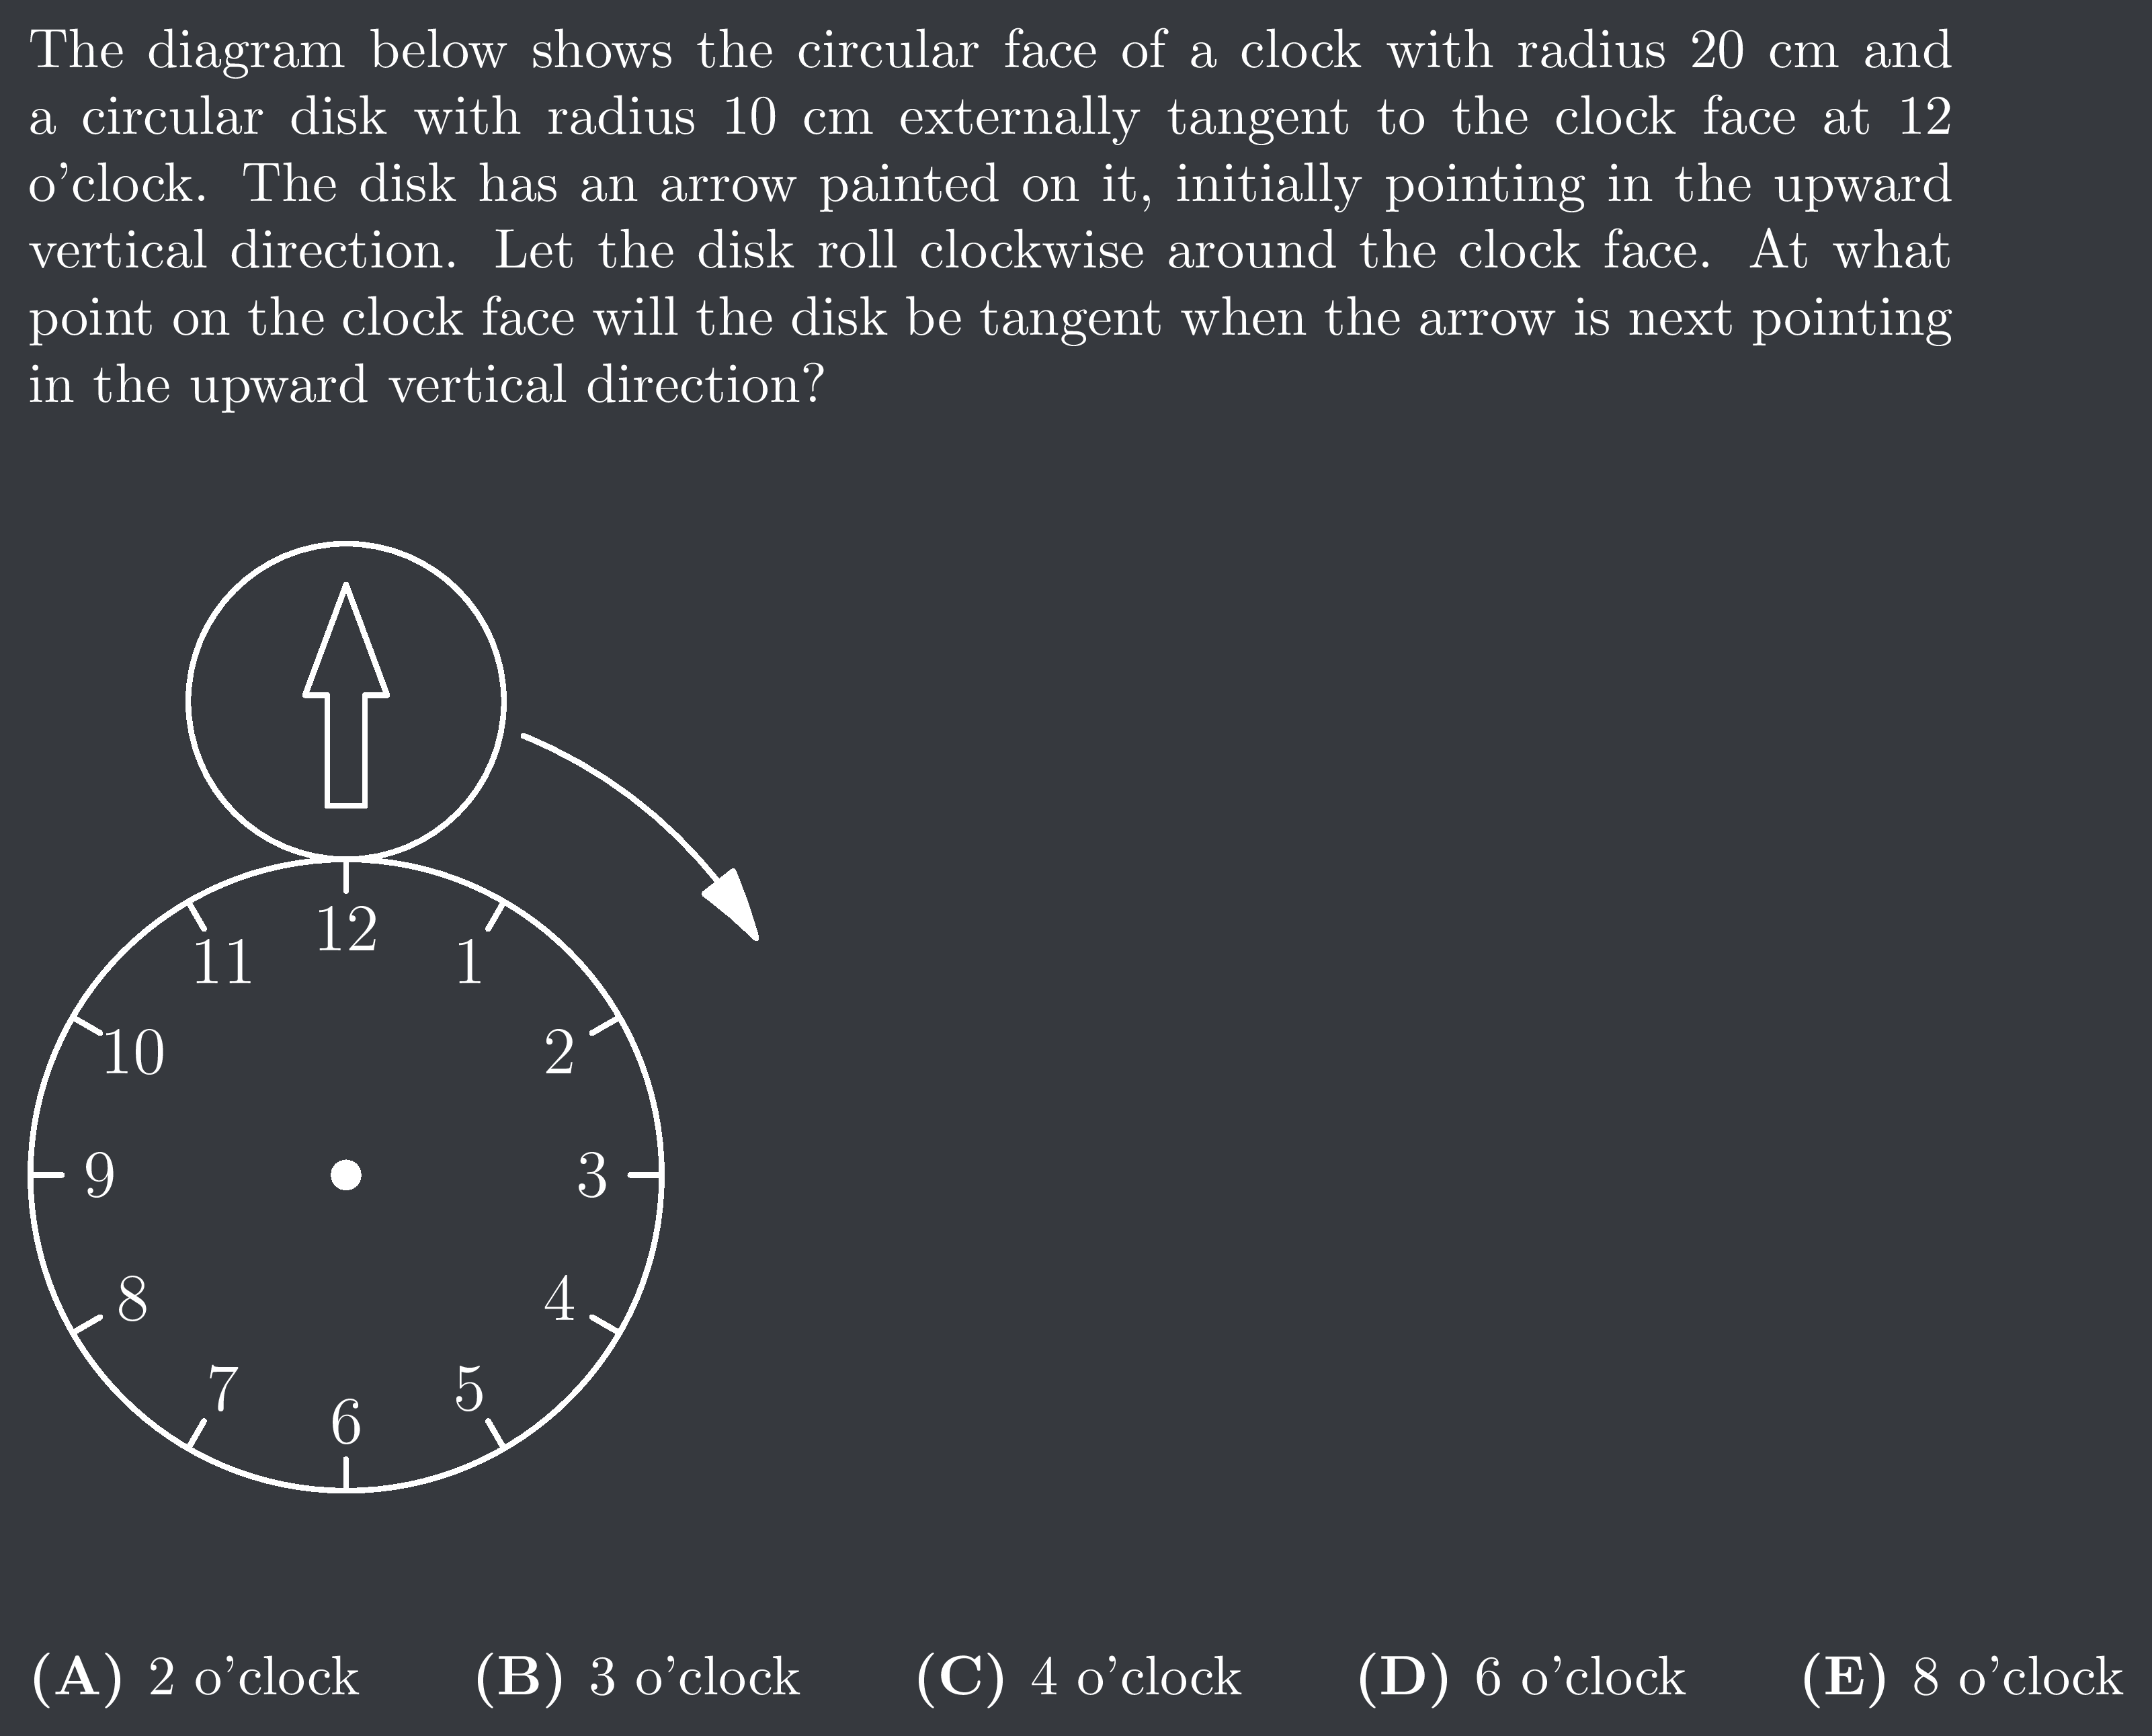 The diagram below shows the circular face of a clock with radius 20 cm and
a circular disk with radius 10 cm externally tangent to the clock face at 12
o'clock. The disk has an arrow painted on it, initially pointing in the upward
vertical direction. Let the disk roll clockwise around the clock face. At what
point on the clock face will the disk be tangent when the arrow is next pointing
in the upward vertical direction?
12
11 1
10 2
9 3
8 4
7 5
6
(A) 2 o'clock (B) 3 o'clock (C) 4 o'clock (D) 6 o'clock (E) 8 o'clock